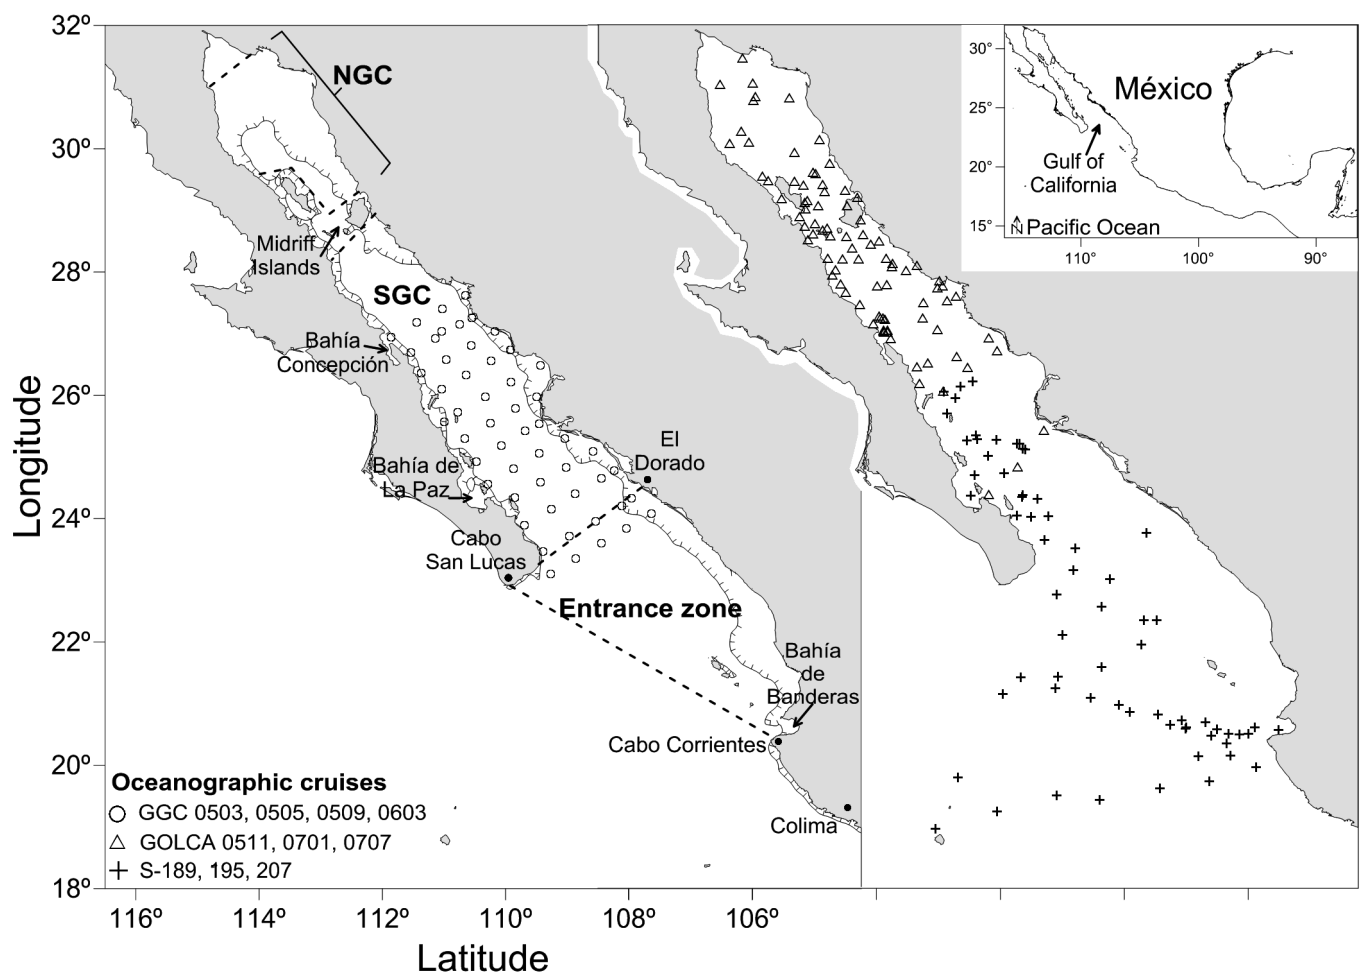 32º
30º
28º
26º
24º
22º
20º
18º
Longitude
NGC
Midriff
Islands
SGC
Bahía
Concepción
El
Dorado
Bahía de
La Paz
Cabo
San Lucas
Entrance zone
Bahía
de
Banderas
Cabo Corrientes
Colima
Oceanographic cruises
GGC 0503, 0505, 0509, 0603
GOLCA 0511, 0701, 0707
S-189, 195, 207
116º
114º
112º
110º
108º
106º
Latitude
30°
25°
20°
15°
México
Gulf of
California
N
Pacific Ocean
110°
100°
90°